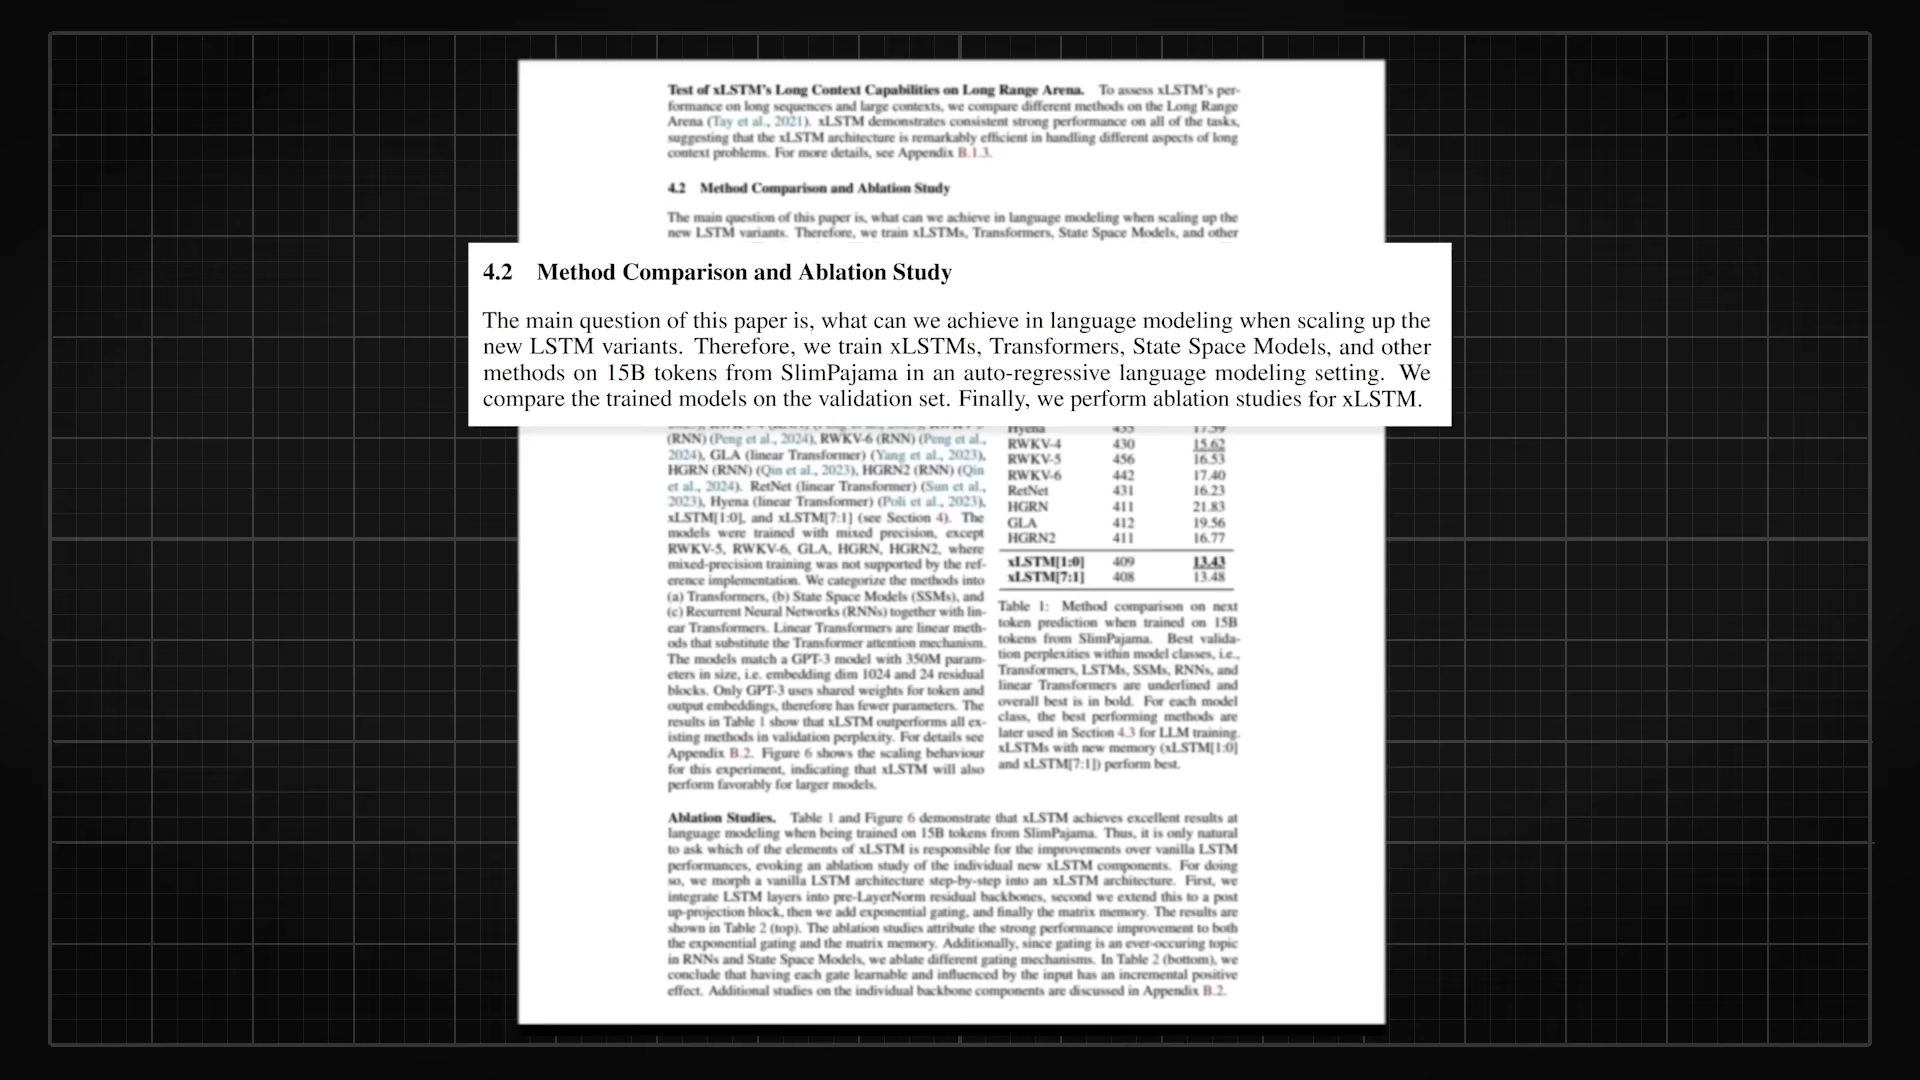 Test of xLSTM's Long Context Capabilities on Long Range Arena. To assess xLSTM's per-
formance on long sequences and large contexts, we compare different methods on the Long Range
Arena (Tay et al., 2021). xLSTM demonstrates consistent strong performance on all of the tasks,
suggesting that the xLSTM architecture is remarkably efficient in handling different aspects of long
context problems. For more details, see Appendix B.1.3.
4.2 Method Comparison and Ablation Study
The main question of this paper is, what can we achieve in language modeling when scaling up the
new LSTM variants. Therefore, we train xLSTMs, Transformers, State Space Models, and other
4.2 Method Comparison and Ablation Study
The main question of this paper is, what can we achieve in language modeling when scaling up the
new LSTM variants. Therefore, we train xLSTMs, Transformers, State Space Models, and other
methods on 15B tokens from SlimPajama in an auto-regressive language modeling setting. We
compare the trained models on the validation set. Finally, we perform ablation studies for xLSTM.
(RNN) (Peng et al., 2024), RWKV-6 (RNN) (Peng et al.,
2024), GLA (linear Transformer) (Yang et al., 2023),
HGRN (RNN) (Qin et al., 2023), HGRN2 (RNN) (Qin
et al., 2024). RetNet (linear Transformer) (Sun et al.,
2023), Hyena (linear Transformer) (Poli et al., 2023),
xLSTM[1:0], and xLSTM[7:1] (see Section 4). The
models were trained with mixed precision, except
RWKV-5, RWKV-6, GLA, HGRN, HGRN2, where
mixed-precision training was not supported by the ref-
erence implementation. We categorize the methods into
(a) Transformers, (b) State Space Models (SSMs), and
(c) Recurrent Neural Networks (RNNs) together with lin-
ear Transformers. Linear Transformers are linear meth-
ods that substitute the Transformer attention mechanism.
The models match a GPT-3 model with 350M param-
eters in size, i.e. embedding dim 1024 and 24 residual
blocks. Only GPT-3 uses shared weights for token and
output embeddings, therefore has fewer parameters. The
results in Table 1 show that xLSTM outperforms all ex-
isting methods in validation perplexity. For details see
Appendix B.2. Figure 6 shows the scaling behaviour
for this experiment, indicating that xLSTM will also
perform favorably for larger models.
Hyena 435 17.59
RWKV-4 430 15.62
RWKV-5 456 16.53
RWKV-6 442 17.40
RetNet 431 16.23
HGRN 411 21.83
GLA 412 19.56
HGRN2 411 16.77
xLSTM[1:0] 409 13.43
xLSTM[7:1] 408 13.48
Table 1: Method comparison on next
token prediction when trained on 15B
tokens from SlimPajama. Best valida-
tion perplexities within model classes, i.e.,
Transformers, LSTMs, SSMs, RNNs, and
linear Transformers are underlined and
overall best is in bold. For each model
class, the best performing methods are
later used in Section 4.3 for LLM training.
xLSTMs with new memory (xLSTM[1:0]
and xLSTM[7:1]) perform best.
Ablation Studies. Table 1 and Figure 6 demonstrate that xLSTM achieves excellent results at
language modeling when being trained on 15B tokens from SlimPajama. Thus, it is only natural
to ask which of the elements of xLSTM is responsible for the improvements over vanilla LSTM
performances, evoking an ablation study of the individual new xLSTM components. For doing
so, we morph a vanilla LSTM architecture step-by-step into an xLSTM architecture. First, we
integrate LSTM layers into pre-LayerNorm residual backbones, second we extend this to a post
up-projection block, then we add exponential gating, and finally the matrix memory. The results are
shown in Table 2 (top). The ablation studies attribute the strong performance improvement to both
the exponential gating and the matrix memory. Additionally, since gating is an ever-occuring topic
in RNNs and State Space Models, we ablate different gating mechanisms. In Table 2 (bottom), we
conclude that having each gate learnable and influenced by the input has an incremental positive
effect. Additional studies on the individual backbone components are discussed in Appendix B.2.